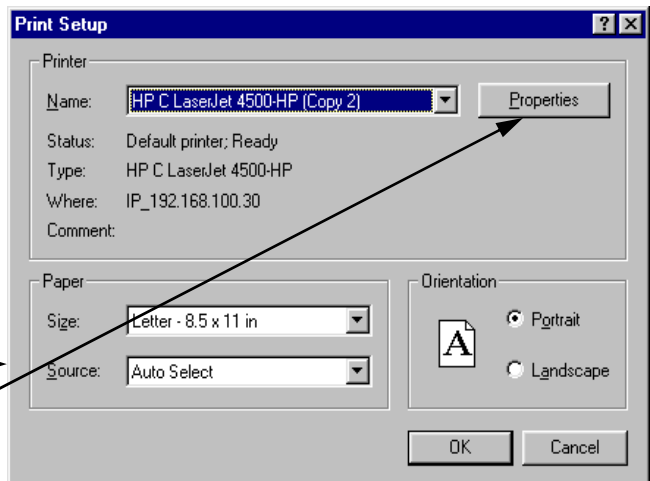 Print Setup
Printer
Name: HP C LaserJet 4500-HP (Copy 2) Properties
Status: Default printer; Ready
Type: HP C LaserJet 4500-HP
Where: IP_192.168.100.30
Comment:
Paper
Size: Letter - 8.5 x 11 in
Source: Auto Select
Orientation
A
Portrait
Landscape
OK Cancel